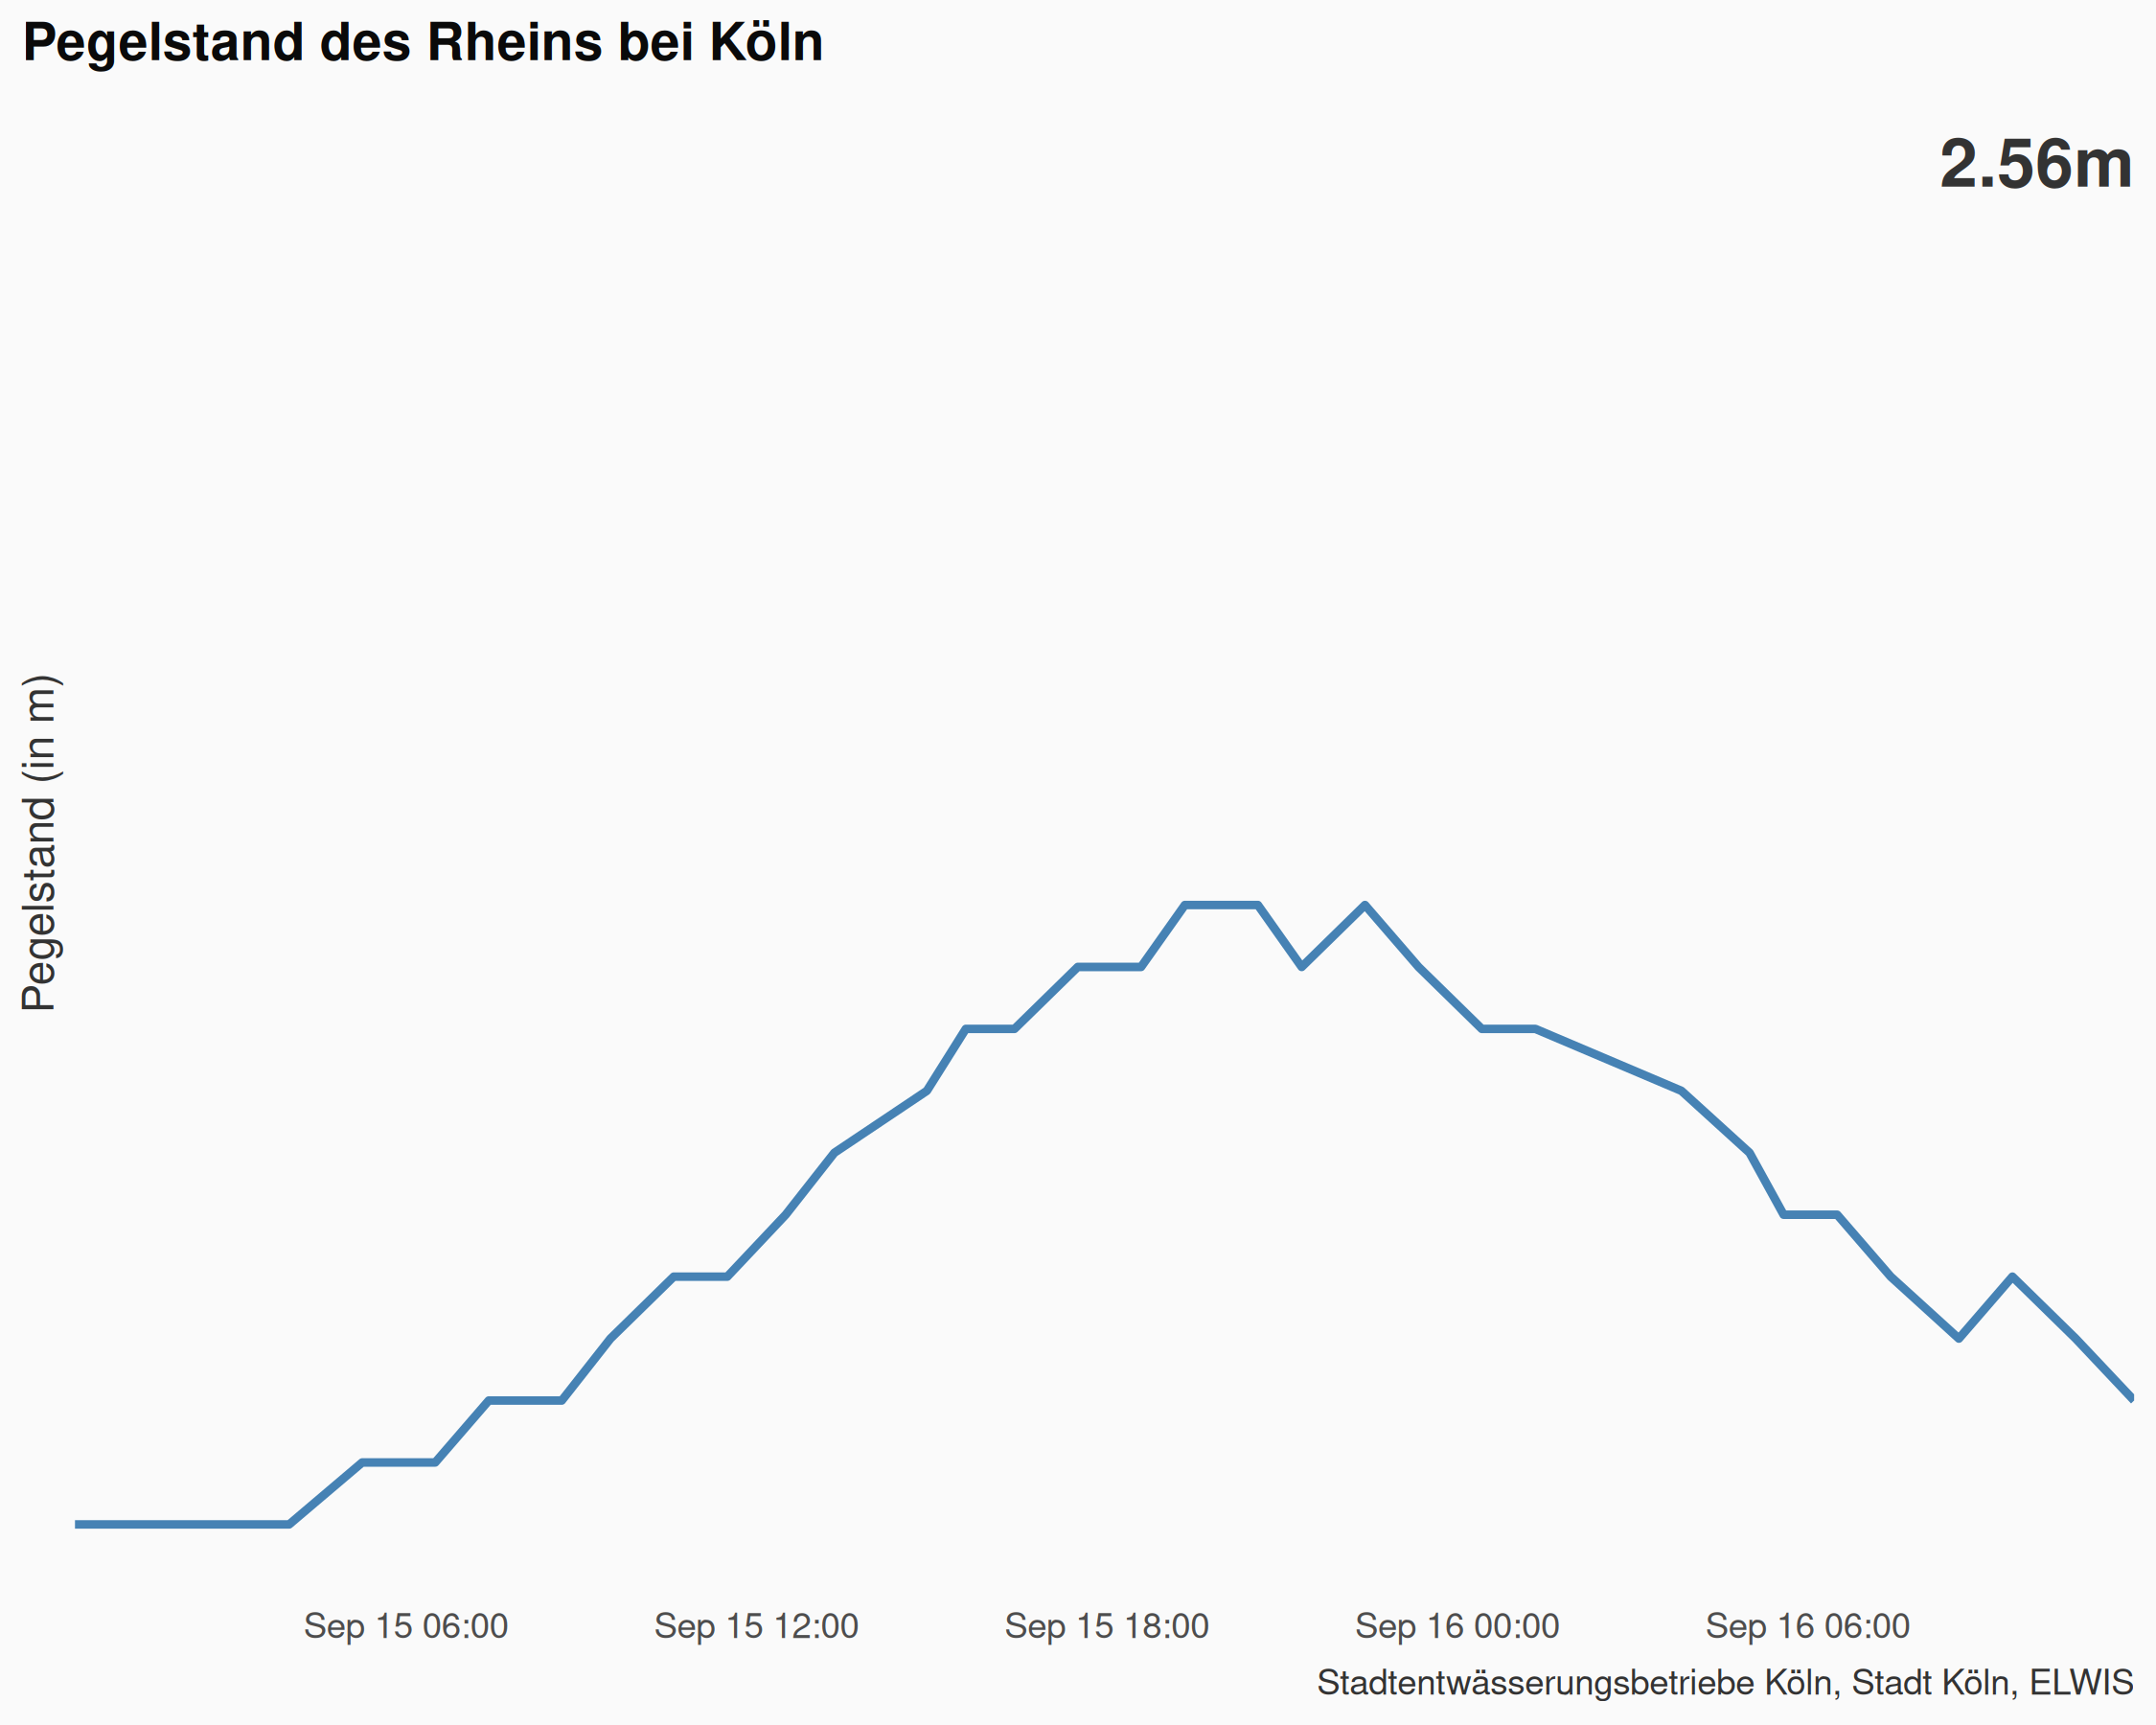 Pegelstand des Rheins bei Köln
2.56m
Pegelstand (in m)
Sep 15 06:00 Sep 15 12:00 Sep 15 18:00 Sep 16 00:00 Sep 16 06:00
Stadtentwässerungsbetriebe Köln, Stadt Köln, ELWIS